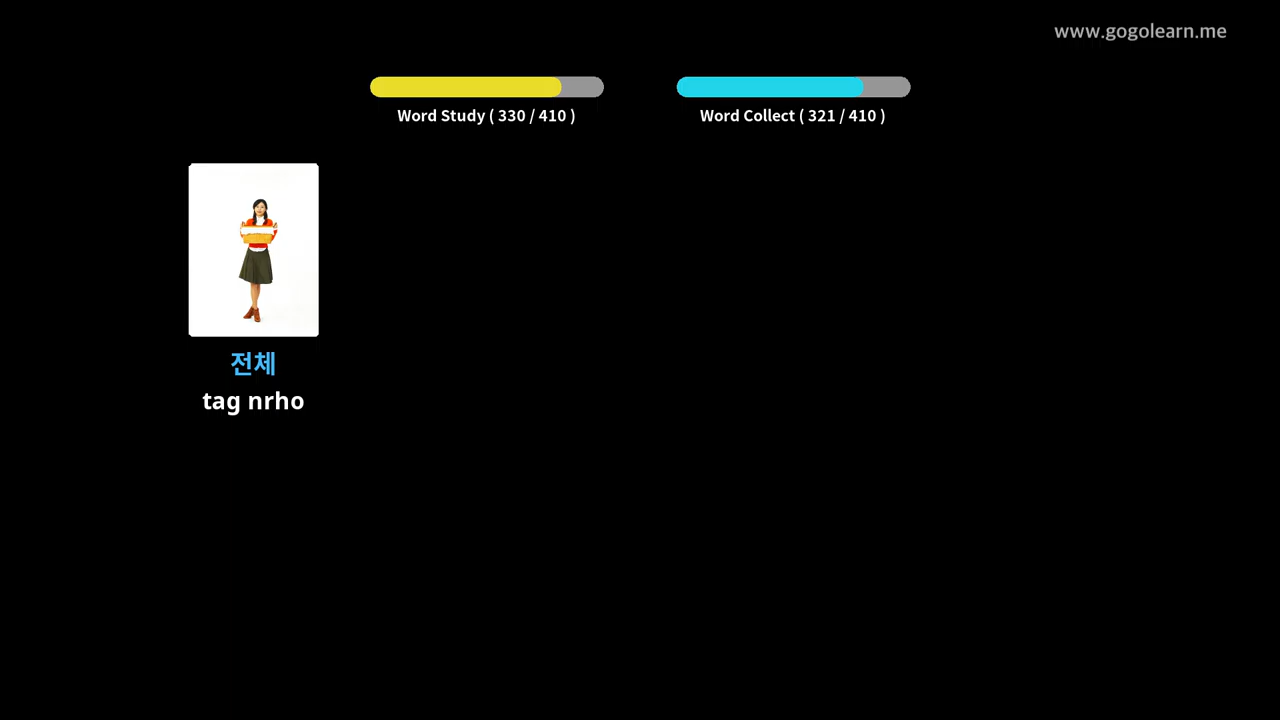 www.gogolearn.me
Word Study ( 330 / 410 )
Word Collect ( 321 / 410 )
전체
tag nrho